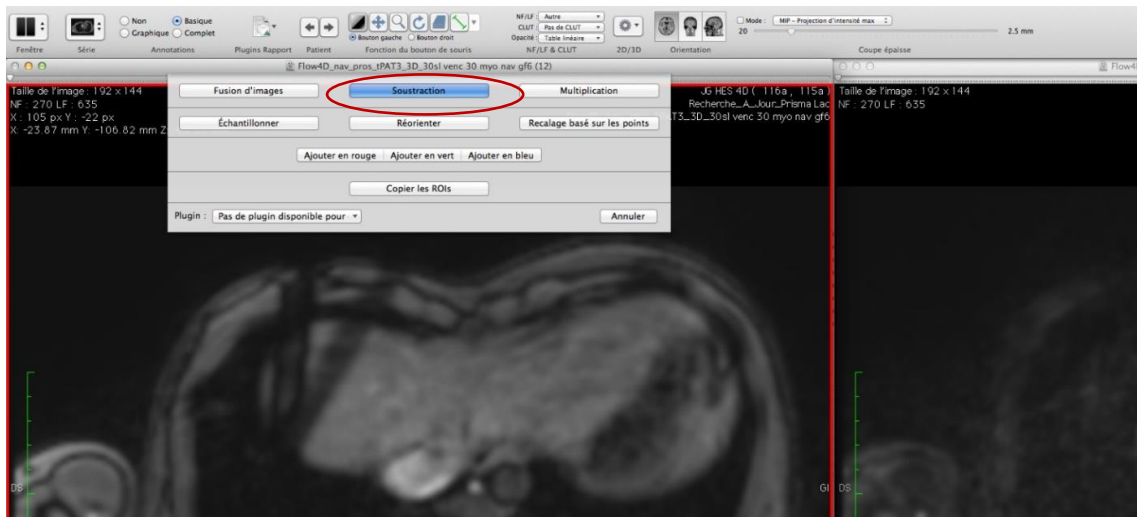 Non Basique
Graphique Complet
Bouton gauche Bouton droit
NF/LF : Autre
CLUT : Pas de CLUT
Opacité : Table linéaire
Mode : MIP - Projection d'intensité max
20 2.5 mm
Fenêtre Série Annotations Plugins Rapport Patient Fonction du bouton de souris NF/LF & CLUT 2D/3D Orientation Coupe épaisse
Flow4D_nav_pros_tPAT3_3D_30sl venc 30 myo nav gf6 (12)
Flow4
Taille de l'image : 192 x 144
NF : 270 LF : 635
X : 105 px Y : -22 px
X: -23.87 mm Y: -106.82 mm Z
Fusion d'images Soustraction Multiplication
Échantillonner Réorienter Recalage basé sur les points
Ajouter en rouge Ajouter en vert Ajouter en bleu
Copier les ROIs
Plugin : Pas de plugin disponible pour Annuler
JG HES 4D ( 116a , 115a )
Recherche_A_Jour_Prisma Lac
T3_3D_30sl venc 30 myo nav gf6
Taille de l'image : 192 x 144
NF : 270 LF : 635
DS
GI
DS